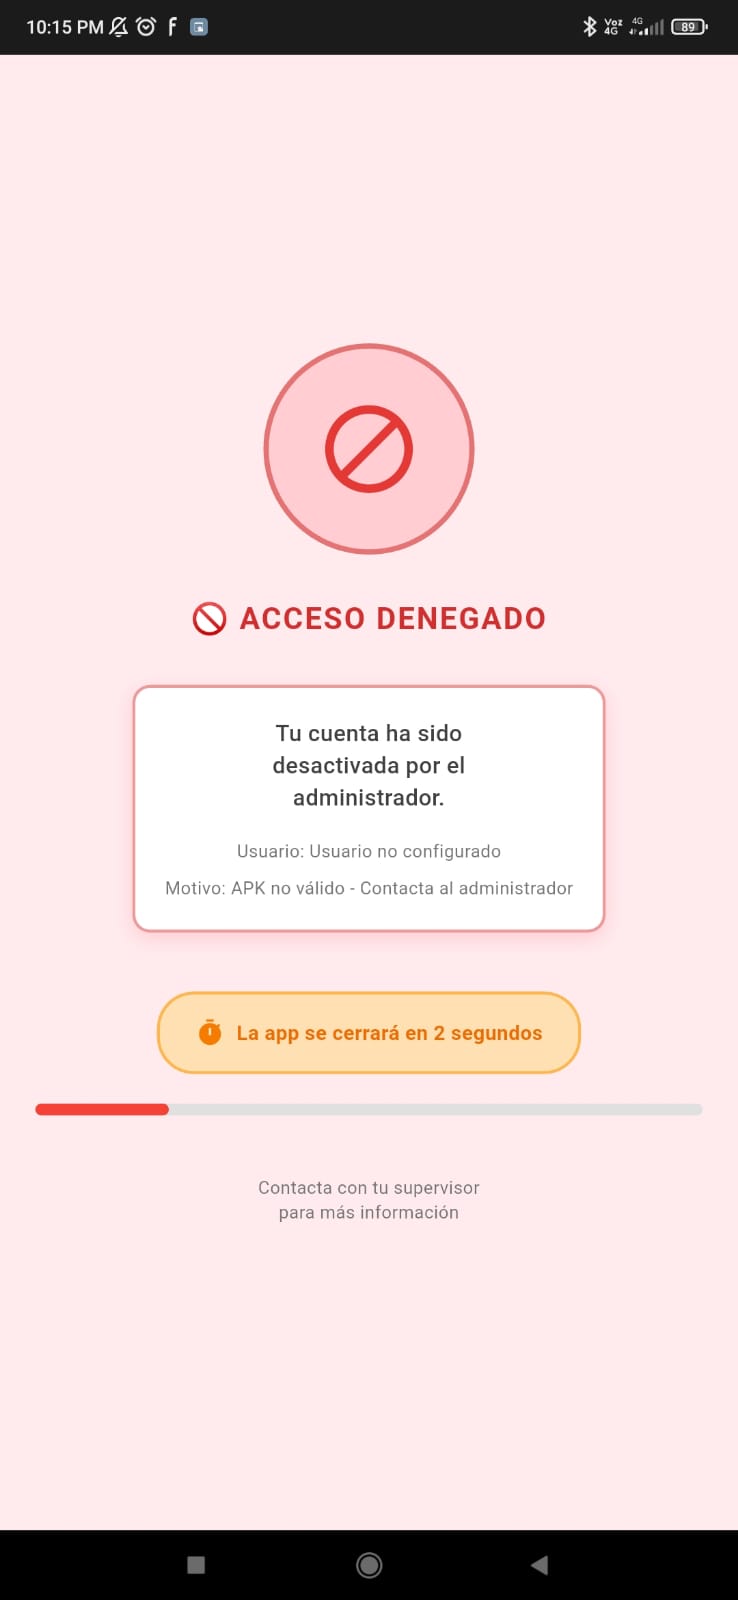 10:15 PM
Voz 4G 4G 89
ACCESO DENEGADO
Tu cuenta ha sido
desactivada por el
administrador.
Usuario: Usuario no configurado
Motivo: APK no válido - Contacta al administrador
La app se cerrará en 2 segundos
Contacta con tu supervisor
para más información